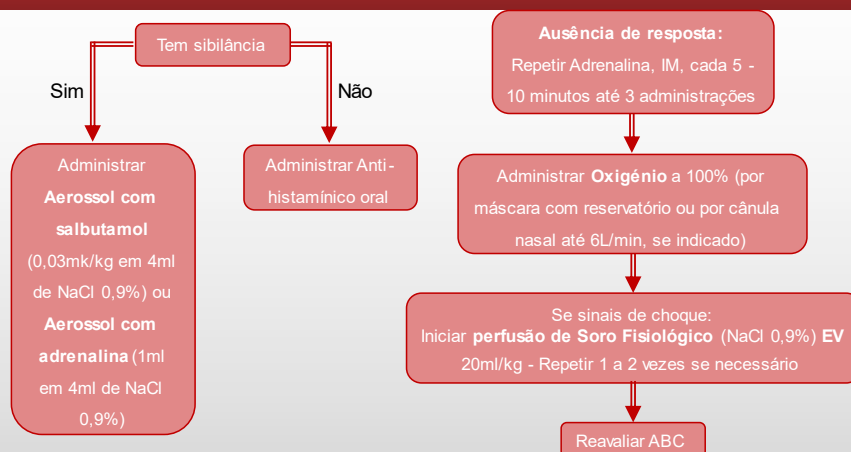 Tem sibilância
Sim
Não
Administrar
Aerossol com
salbutamol
(0,03mk/kg em 4ml
de NaCl 0,9%) ou
Aerossol com
adrenalina (1ml
em 4ml de NaCl
0,9%)
Administrar Anti-
histamínico oral
Ausência de resposta:
Repetir Adrenalina, IM, cada 5 -
10 minutos até 3 administrações
Administrar Oxigénio a 100% (por
máscara com reservatório ou por cânula
nasal até 6L/min, se indicado)
Se sinais de choque:
Iniciar perfusão de Soro Fisiológico (NaCl 0,9%) EV
20ml/kg - Repetir 1 a 2 vezes se necessário
Reavaliar ABC